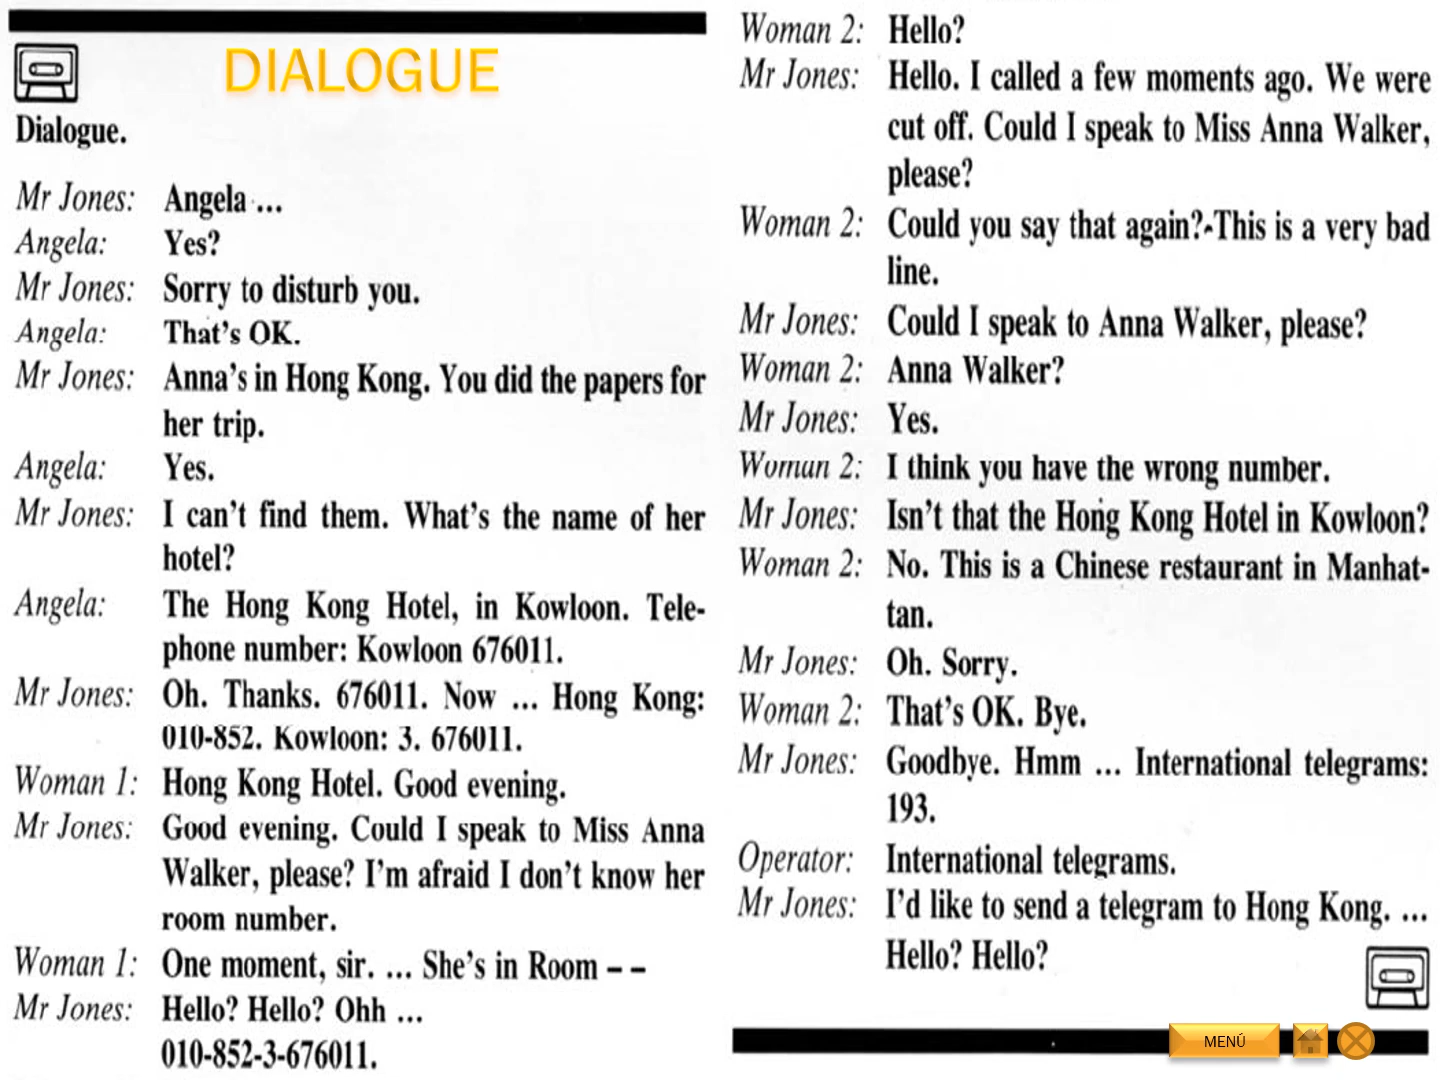 DIALOGUE
Dialogue.
Mr Jones: Angela ...
Angela: Yes?
Mr Jones: Sorry to disturb you.
Angela: That's OK.
Mr Jones: Anna's in Hong Kong. You did the papers for
her trip.
Angela: Yes.
Mr Jones: I can't find them. What's the name of her
hotel?
Angela: The Hong Kong Hotel, in Kowloon. Tele-
phone number: Kowloon 676011.
Mr Jones: Oh. Thanks. 676011. Now ... Hong Kong:
010-852. Kowloon: 3. 676011.
Woman 1: Hong Kong Hotel. Good evening.
Mr Jones: Good evening. Could I speak to Miss Anna
Walker, please? I'm afraid I don't know her
room number.
Woman 1: One moment, sir. ... She's in Room – –
Mr Jones: Hello? Hello? Ohh ...
010-852-3-676011.
Woman 2: Hello?
Mr Jones: Hello. I called a few moments ago. We were
cut off. Could I speak to Miss Anna Walker,
please?
Woman 2: Could you say that again? This is a very bad
line.
Mr Jones: Could I speak to Anna Walker, please?
Woman 2: Anna Walker?
Mr Jones: Yes.
Woman 2: I think you have the wrong number.
Mr Jones: Isn't that the Hong Kong Hotel in Kowloon?
Woman 2: No. This is a Chinese restaurant in Manhat-
tan.
Mr Jones: Oh. Sorry.
Woman 2: That's OK. Bye.
Mr Jones: Goodbye. Hmm ... International telegrams:
193.
Operator: International telegrams.
Mr Jones: I'd like to send a telegram to Hong Kong. ...
Hello? Hello?
MENÚ